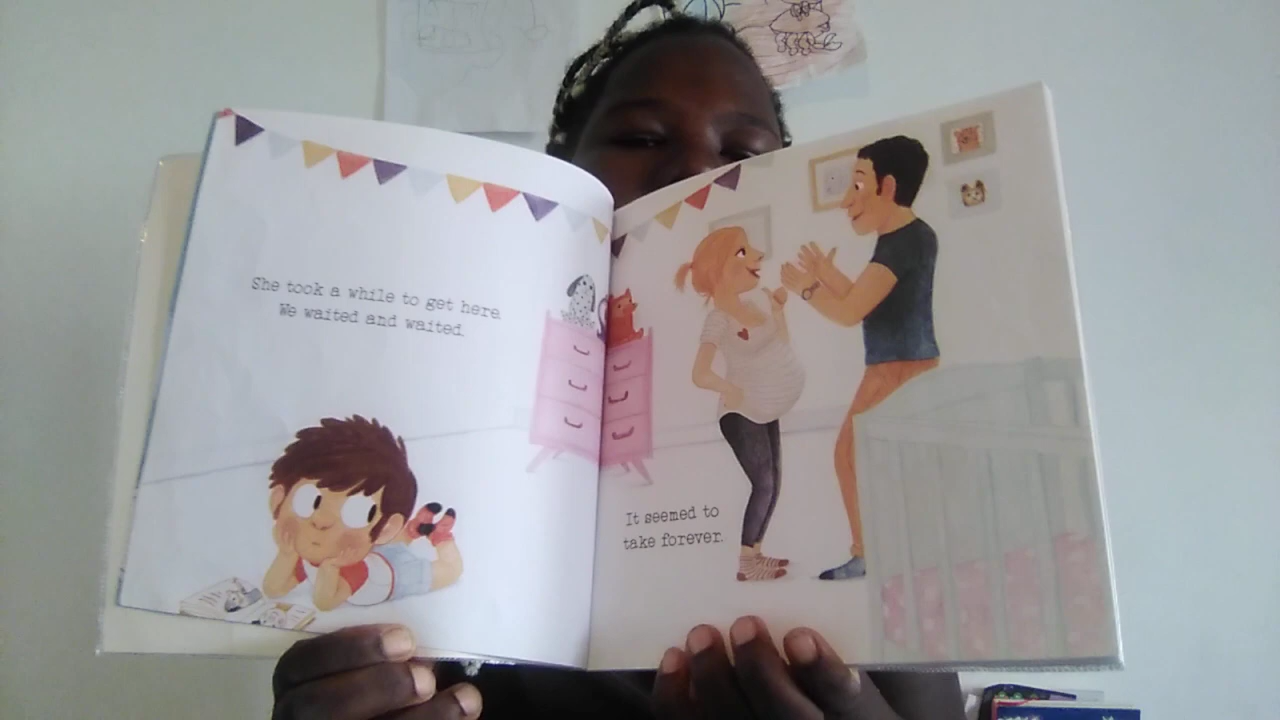 She took a while to get here.
We waited and waited.
It seemed to
take forever.